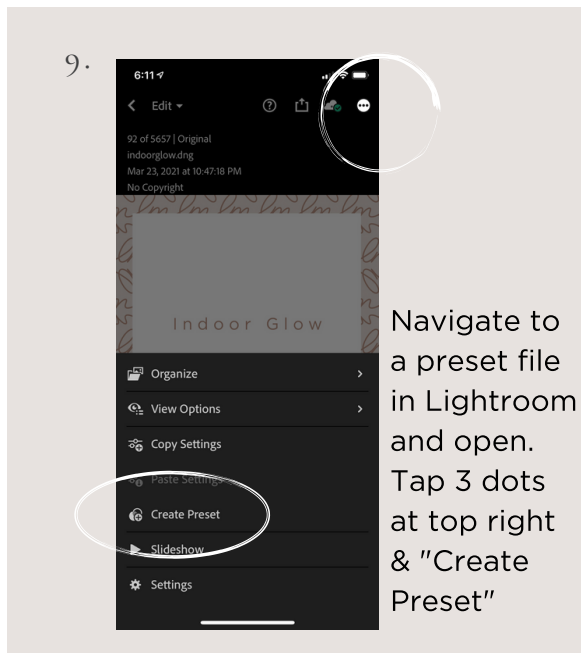 9.
6:11
Edit
92 of 5657 | Original
indoorglow.dng
Mar 23, 2021 at 10:47:18 PM
No Copyright
Indoor Glow
Organize
View Options
Copy Settings
Paste Settings
Create Preset
Slideshow
Settings
Navigate to
a preset file
in Lightroom
and open.
Tap 3 dots
at top right
& "Create
Preset"